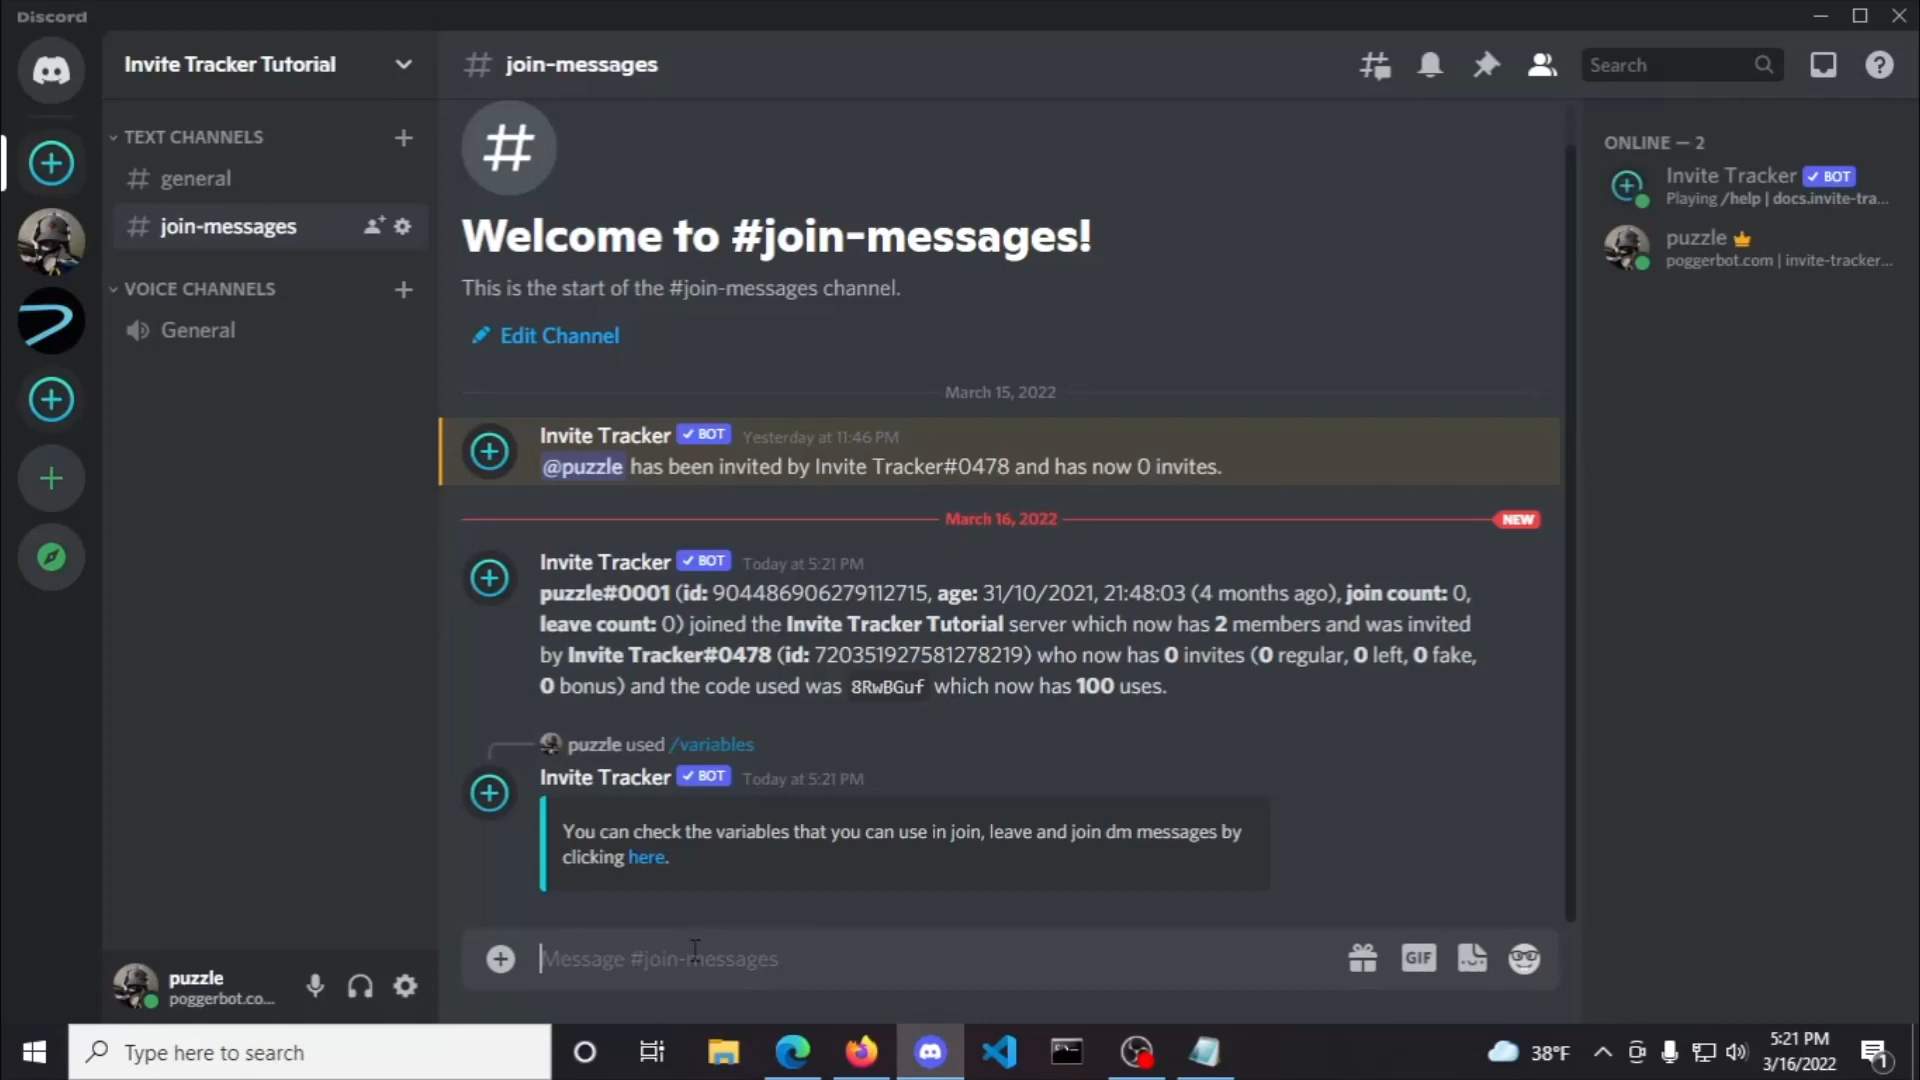 Discord
Invite Tracker Tutorial
# join-messages
Search
TEXT CHANNELS
# general
# join-messages
VOICE CHANNELS
General
#
Welcome to #join-messages!
This is the start of the #join-messages channel.
Edit Channel
March 15, 2022
Invite Tracker ✓ BOT Yesterday at 11:46 PM
@puzzle has been invited by Invite Tracker#0478 and has now 0 invites.
March 16, 2022
NEW
Invite Tracker ✓ BOT Today at 5:21 PM
puzzle#0001 (id: 904486906279112715, age: 31/10/2021, 21:48:03 (4 months ago), join count: 0,
leave count: 0) joined the Invite Tracker Tutorial server which now has 2 members and was invited
by Invite Tracker#0478 (id: 720351927581278219) who now has 0 invites (0 regular, 0 left, 0 fake,
0 bonus) and the code used was 8RwBGuf which now has 100 uses.
puzzle used /variables
Invite Tracker ✓ BOT Today at 5:21 PM
You can check the variables that you can use in join, leave and join dm messages by
clicking here.
Message #join-messages
GIF
ONLINE — 2
Invite Tracker ✓ BOT
Playing /help | docs.invite-tra...
puzzle
poggerbot.com | invite-tracker...
puzzle
poggerbot.co...
Type here to search
38°F
5:21 PM
3/16/2022
1